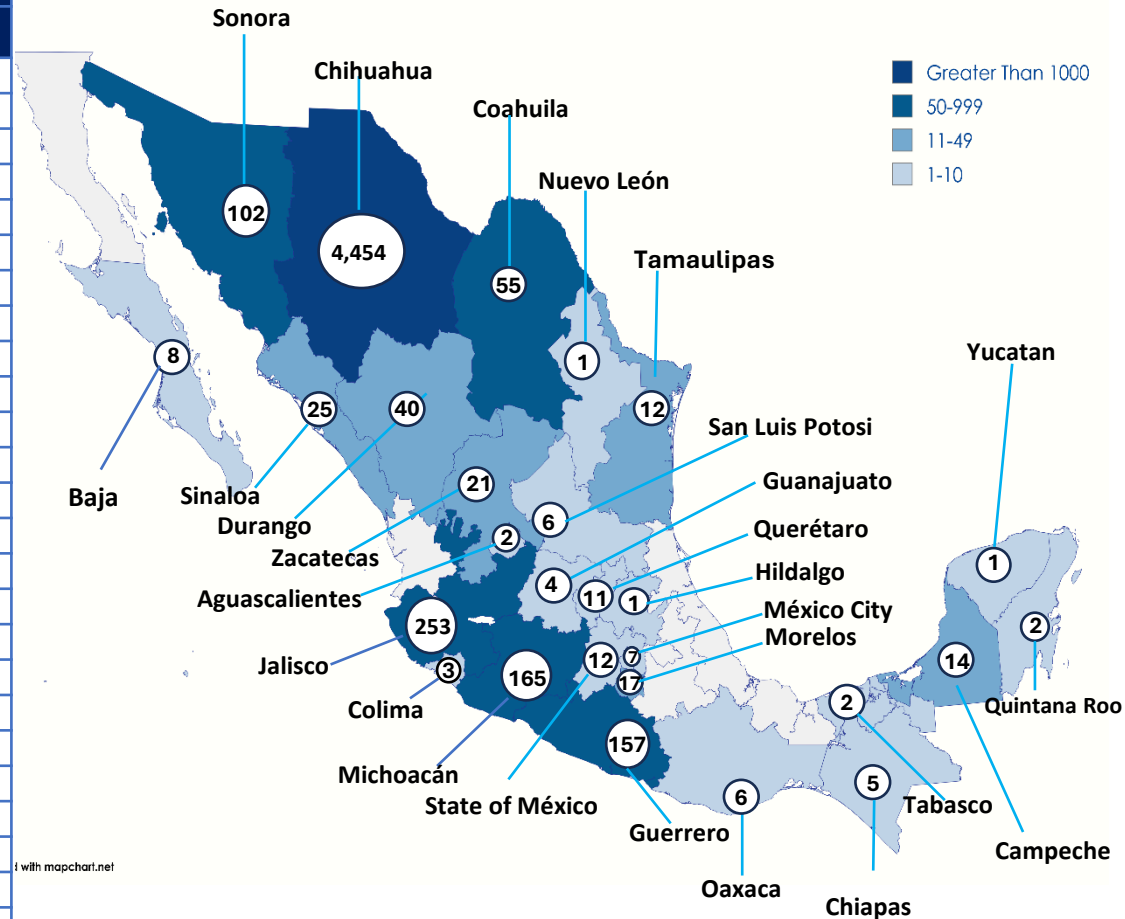 Sonora
Chihuahua
Coahuila
Nuevo León
Tamaulipas
Greater Than 1000
50-999
11-49
1-10
102
4,454
55
1
12
8
25
40
21
6
2
4
11
1
253
3
165
12
7
17
157
6
5
2
14
1
2
Yucatan
San Luis Potosi
Guanajuato
Querétaro
Hildalgo
México City
Morelos
Baja
Sinaloa
Durango
Zacatecas
Aguascalientes
Jalisco
Colima
Michoacán
State of México
Guerrero
Oaxaca
Chiapas
Tabasco
Campeche
Quintana Roo
with mapchart.net